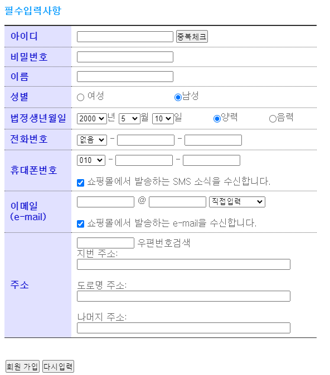 필수입력사항
아이디 중복체크
비밀번호
이름
성별 여성 남성
법정생년월일 2000 년 5 월 10 일 양력 음력
전화번호 없음 - -
휴대폰번호 010 - -
쇼핑몰에서 발송하는 SMS 소식을 수신합니다.
이메일 (e-mail) @ 직접입력
쇼핑몰에서 발송하는 e-mail을 수신합니다.
주소 우편번호검색
지번 주소:
도로명 주소:
나머지 주소:
회원 가입 다시입력